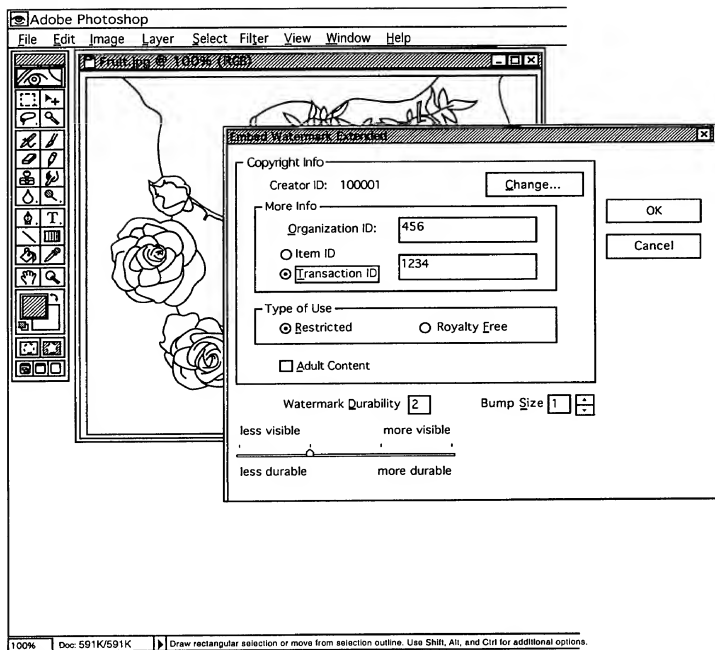 Adobe Photoshop
File Edit Image Layer Select Filter View Window Help
Fruit.jpg @ 100% (RGB)
Embed Watermark Extended
Copyright Info
Creator ID: 100001
Change...
More Info
Organization ID: 456
Item ID
Transaction ID 1234
OK
Cancel
Type of Use
Restricted Royalty Free
Adult Content
Watermark Durability 2 Bump Size 1
less visible more visible
less durable more durable
T
100% Doc: 591K/591K Draw rectangular selection or move from selection outline. Use Shift, Alt, and Ctrl for additional options.